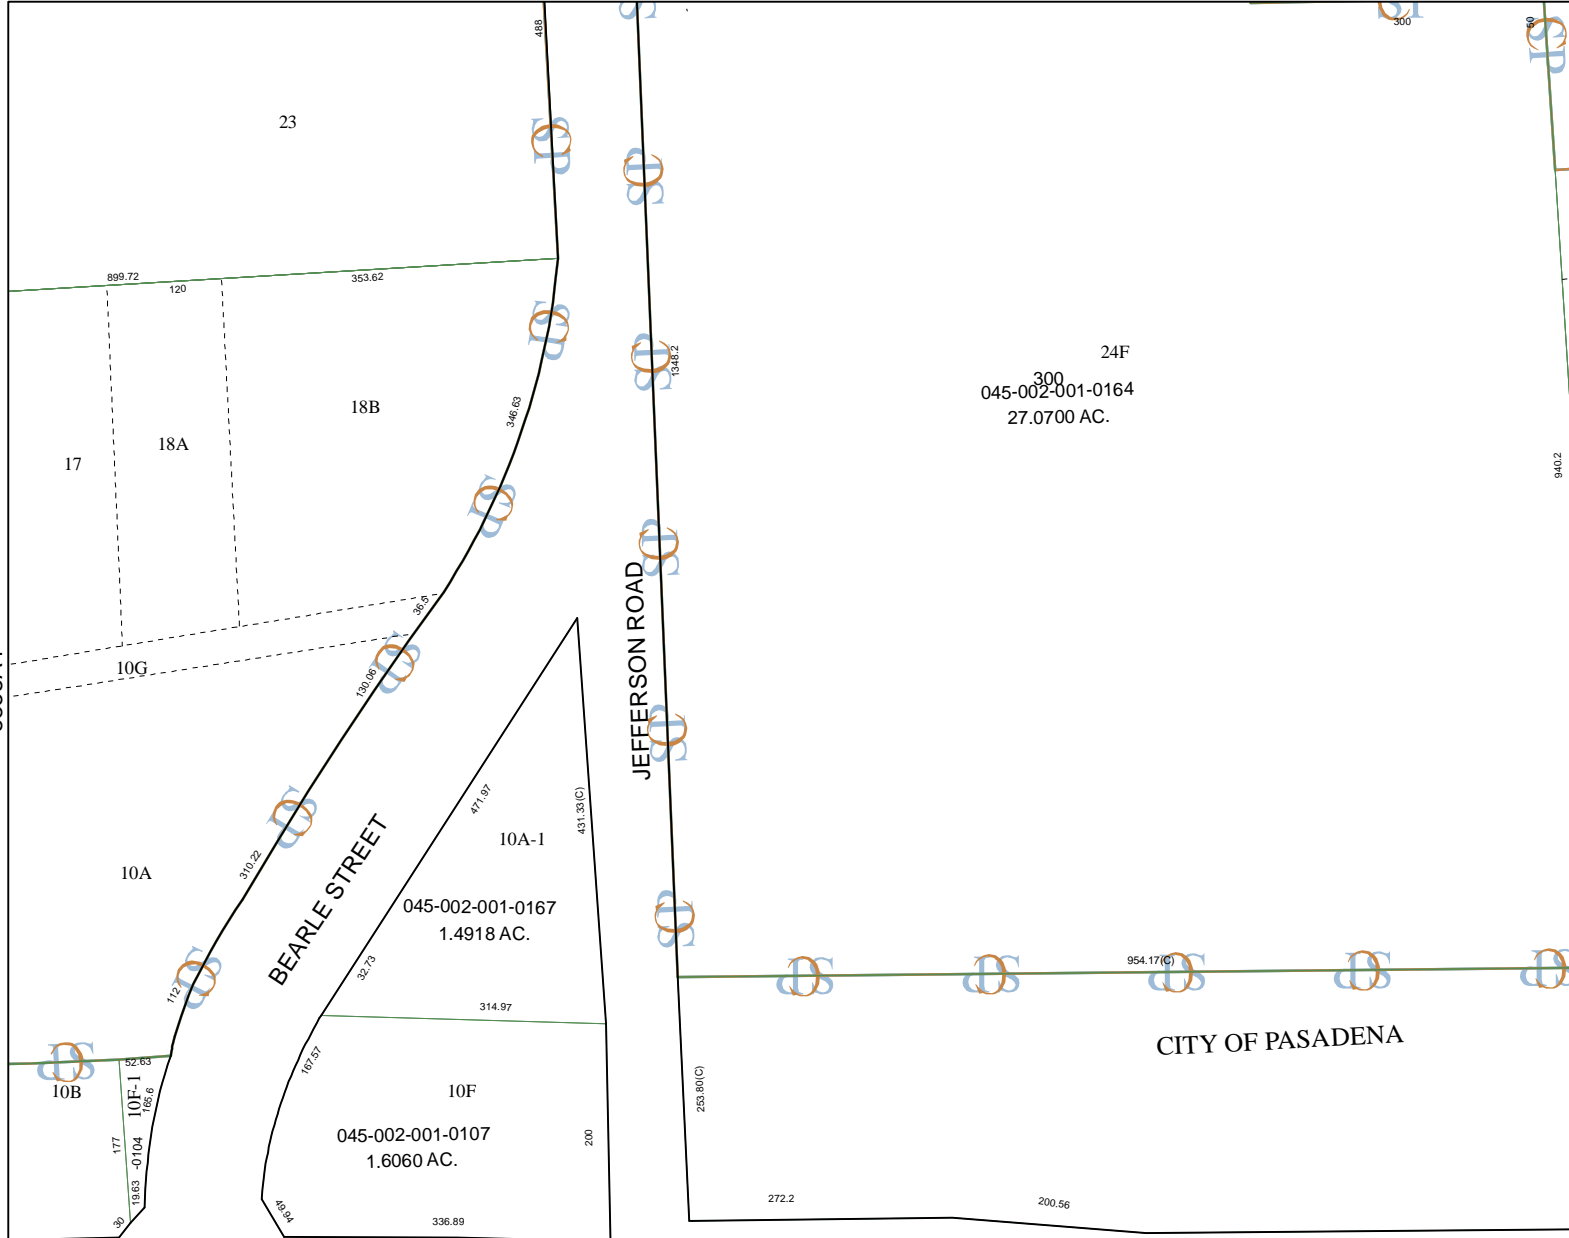 488
300
50
23
899.72
120
353.62
1348.2
346.63
24F
300
045-002-001-0164
27.0700 AC.
18B
18A
17
940.2
36.5
10G
130.06
JEFFERSON ROAD
471.97
431.33(C)
10A-1
310.22
10A
BEARLE STREET
045-002-001-0167
1.4918 AC.
32.73
112
954.17(C)
314.97
CITY OF PASADENA
52.63
167.57
10B
10F-1
165.6
10F
253.80(C)
045-002-001-0107
1.6060 AC.
200
177
-0104
19.63
30
49.94
336.89
272.2
200.56